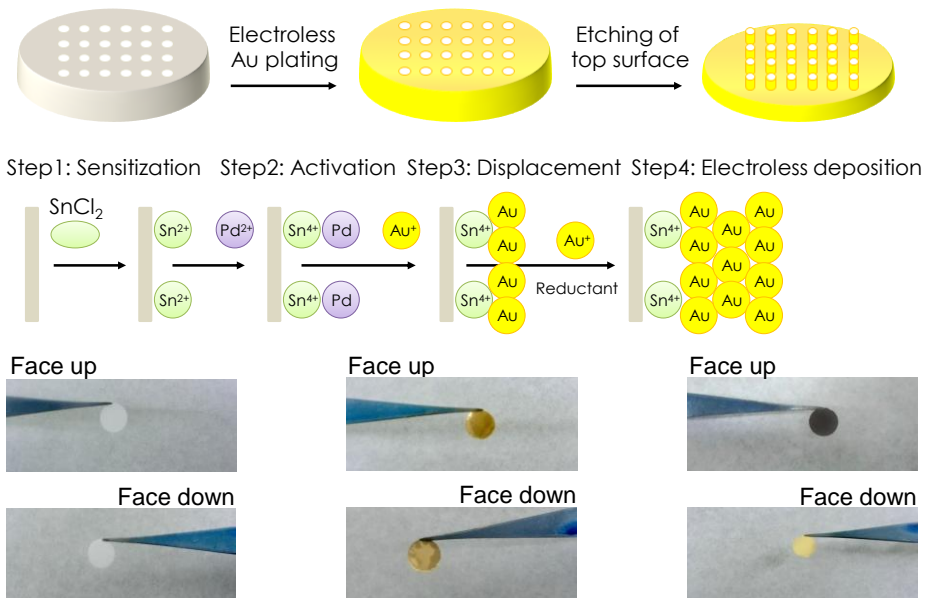 Electroless
Au plating
Etching of
top surface
Step1: Sensitization
Step2: Activation
Step3: Displacement
Step4: Electroless deposition
SnCl₂
Sn²⁺
Sn²⁺
Pd²⁺
Sn⁴⁺
Pd
Sn⁴⁺
Pd
Au⁺
Sn⁴⁺
Sn⁴⁺
Au
Au
Au
Au
Au⁺
Reductant
Sn⁴⁺
Sn⁴⁺
Au
Au
Au
Au
Au
Au
Au
Au
Au
Au
Au
Face up
Face up
Face up
Face down
Face down
Face down